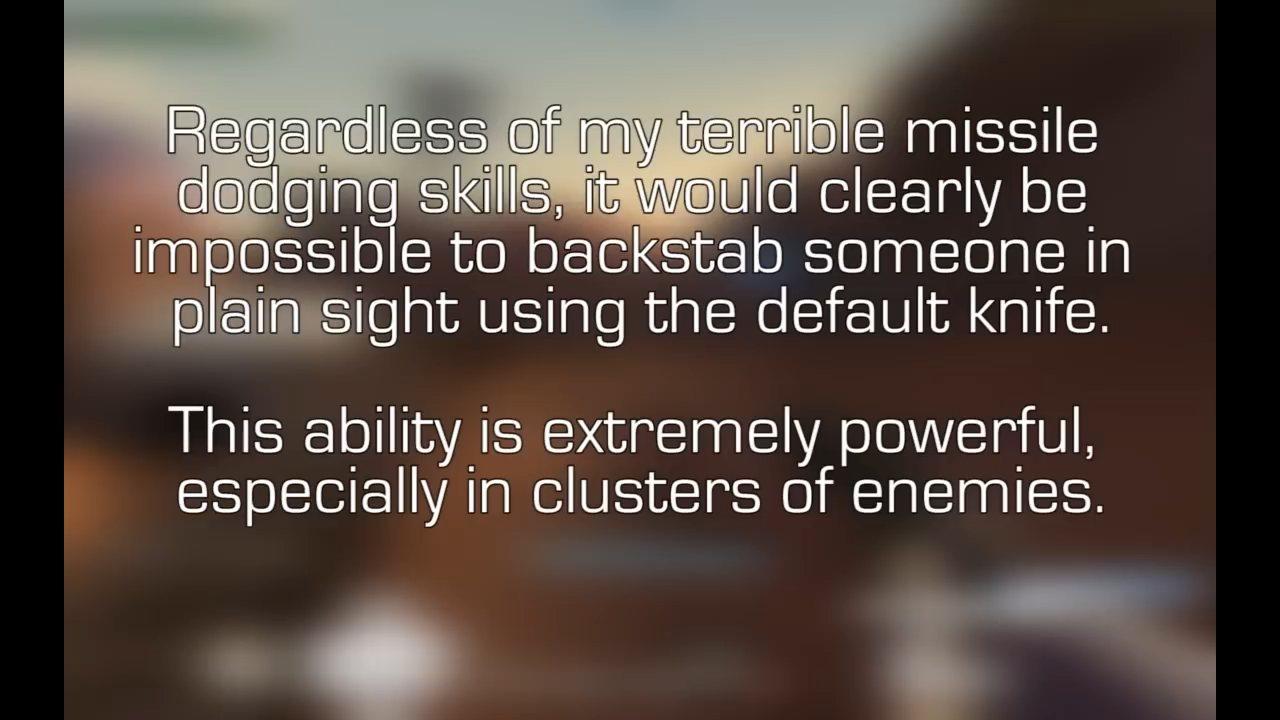 Regardless of my terrible missile
dodging skills, it would clearly be
impossible to backstab someone in
plain sight using the default knife.
This ability is extremely powerful,
especially in clusters of enemies.